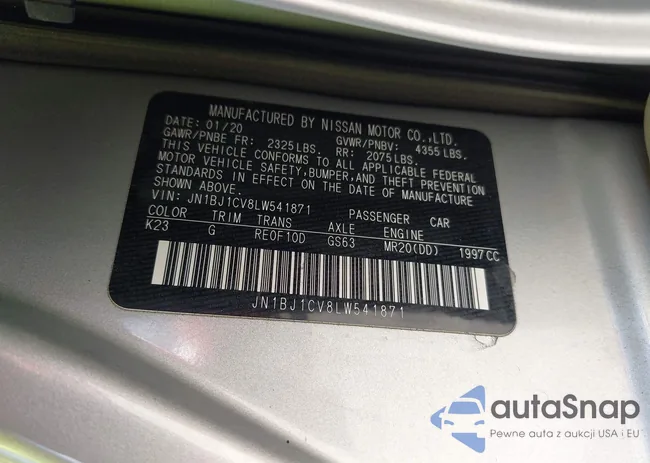 MANUFACTURED BY NISSAN MOTOR CO.,LTD.
DATE: 01/20 GVWR/PNBV: 4355 LBS.
GAWR/PNBE FR: 2325 LBS. RR: 2075 LBS.
THIS VEHICLE CONFORMS TO ALL APPLICABLE FEDERAL
MOTOR VEHICLE SAFETY, BUMPER, AND THEFT PREVENTION
STANDARDS IN EFFECT ON THE DATE OF MANUFACTURE
SHOWN ABOVE.
VIN: JN1BJ1CV8LW541871 PASSENGER CAR
COLOR TRIM TRANS AXLE ENGINE
K23 G RE0F10D GS63 MR20(DD) 1997CC
JN1BJ1CV8LW541871
autaSnap
Pewne auta z aukcji USA i EU